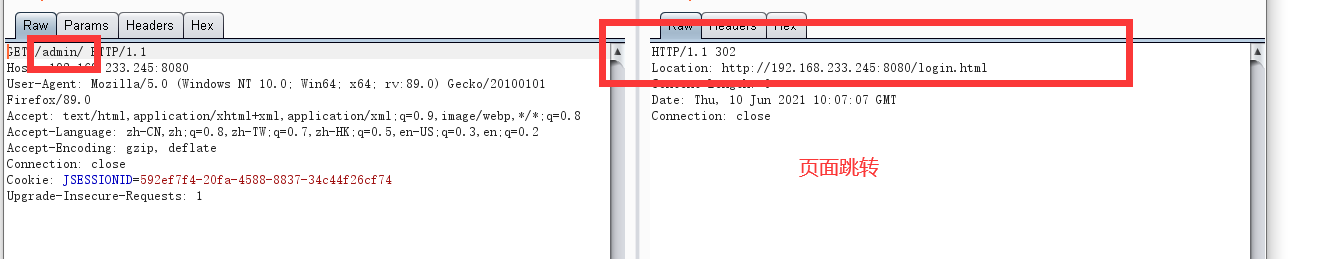 Raw Params Headers Hex
GET /admin/ HTTP/1.1
Host: 192.168.233.245:8080
User-Agent: Mozilla/5.0 (Windows NT 10.0; Win64; x64; rv:89.0) Gecko/20100101
Firefox/89.0
Accept: text/html,application/xhtml+xml,application/xml;q=0.9,image/webp,*/*;q=0.8
Accept-Language: zh-CN,zh;q=0.8,zh-TW;q=0.7,zh-HK;q=0.5,en-US;q=0.3,en;q=0.2
Accept-Encoding: gzip, deflate
Connection: close
Cookie: JSESSIONID=592ef7f4-20fa-4588-8837-34c44f26cf74
Upgrade-Insecure-Requests: 1
Raw Headers Hex
HTTP/1.1 302
Location: http://192.168.233.245:8080/login.html
Content-Length: 0
Date: Thu, 10 Jun 2021 10:07:07 GMT
Connection: close
页面跳转